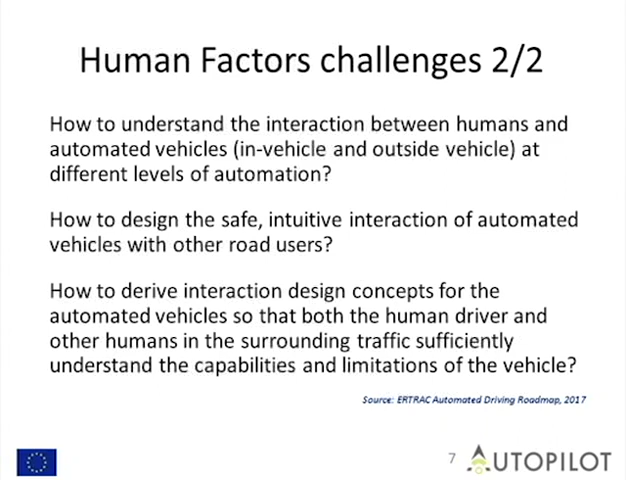 Human Factors challenges 2/2
How to understand the interaction between humans and
automated vehicles (in-vehicle and outside vehicle) at
different levels of automation?
How to design the safe, intuitive interaction of automated
vehicles with other road users?
How to derive interaction design concepts for the
automated vehicles so that both the human driver and
other humans in the surrounding traffic sufficiently
understand the capabilities and limitations of the vehicle?
Source: ERTRAC Automated Driving Roadmap, 2017
7
AUTOPILOT